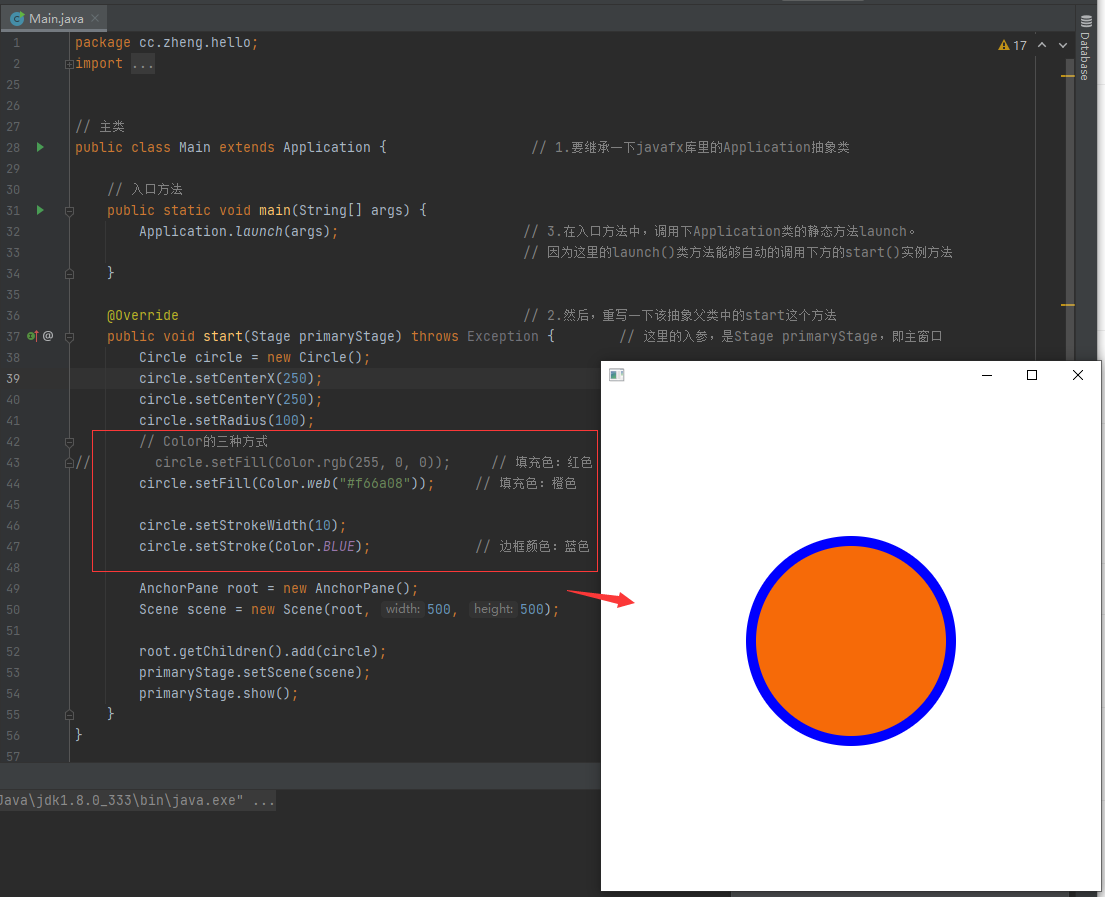 Main.java
17
Database
1 package cc.zheng.hello;
2 import ...
25
26
27 // 主类
28 public class Main extends Application { // 1.要继承一下javafx库里的Application抽象类
29
30 // 入口方法
31 public static void main(String[] args) {
32 Application.launch(args); // 3.在入口方法中，调用下Application类的静态方法launch。
33 // 因为这里的launch()类方法能够自动的调用下方的start()实例方法
34 }
35
36 @Override // 2.然后，重写一下该抽象父类中的start这个方法
37 @ public void start(Stage primaryStage) throws Exception { // 这里的入参，是Stage primaryStage，即主窗口
38 Circle circle = new Circle();
39 circle.setCenterX(250);
40 circle.setCenterY(250);
41 circle.setRadius(100);
42 // Color的三种方式
43 // circle.setFill(Color.rgb(255, 0, 0)); // 填充色：红色
44 circle.setFill(Color.web("#f66a08")); // 填充色：橙色
45
46 circle.setStrokeWidth(10);
47 circle.setStroke(Color.BLUE); // 边框颜色：蓝色
48
49 AnchorPane root = new AnchorPane();
50 Scene scene = new Scene(root, width: 500, height: 500);
51
52 root.getChildren().add(circle);
53 primaryStage.setScene(scene);
54 primaryStage.show();
55 }
56 }
57
Java\jdk1.8.0_333\bin\java.exe" ...